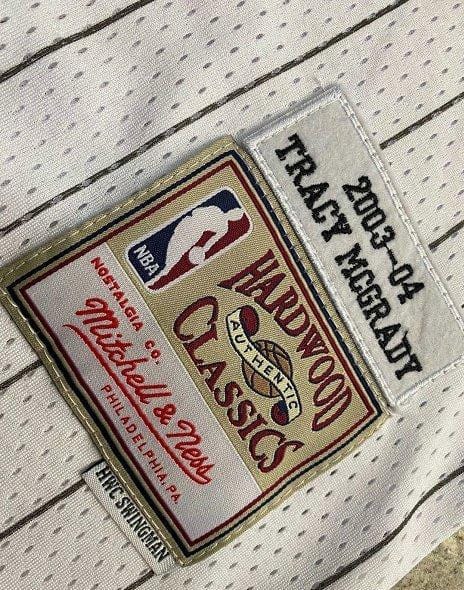 2003-04
TRACY MCGRADY
NBA
HARDWOOD
AUTHENTIC
CLASSICS
NOSTALGIA CO.
Mitchell & Ness
PHILADELPHIA, PA.
HWC SWINGMAN